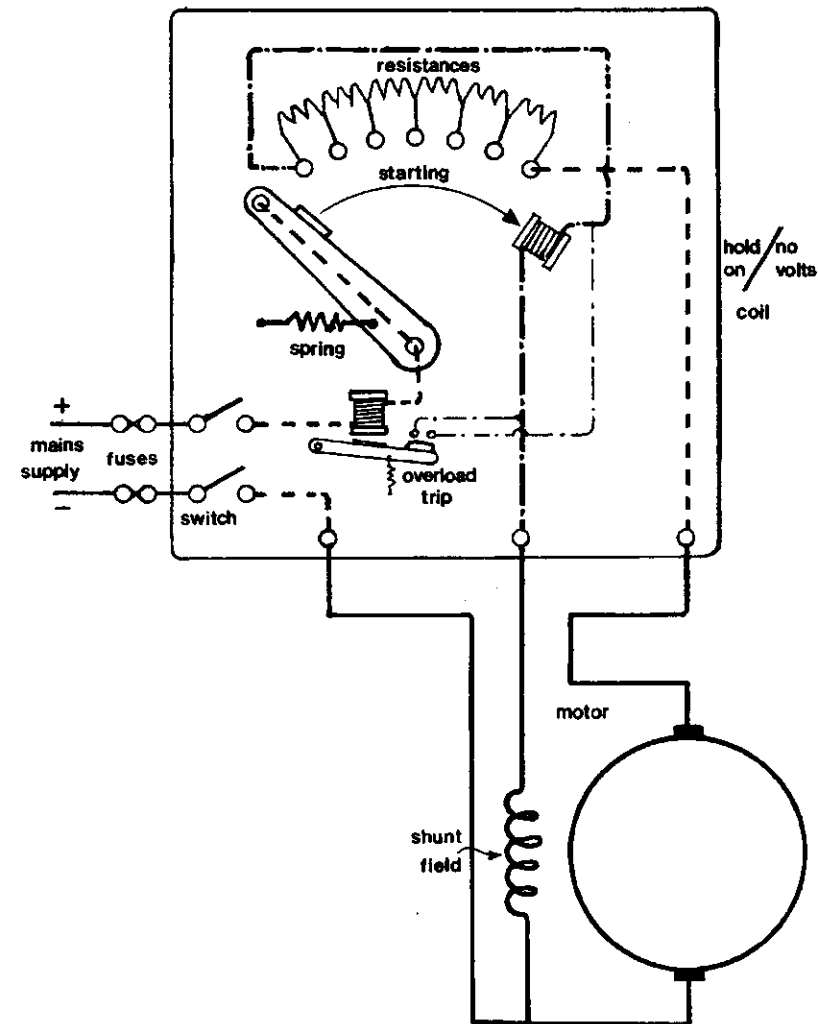 resistances
starting
hold on / no volts
coil
spring
+
mains
supply
−
fuses
switch
overload
trip
motor
shunt
field